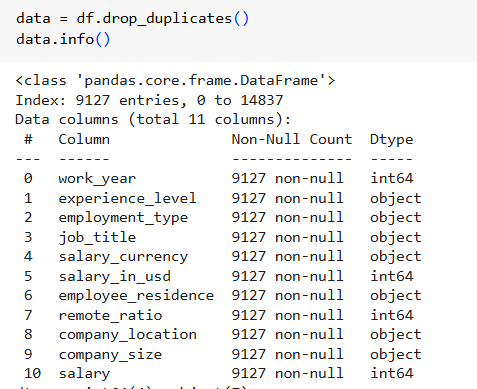 data = df.drop_duplicates()
data.info()
<class 'pandas.core.frame.DataFrame'>
Index: 9127 entries, 0 to 14837
Data columns (total 11 columns):
 #   Column              Non-Null Count  Dtype
---  ------              --------------  -----
 0   work_year           9127 non-null   int64
 1   experience_level    9127 non-null   object
 2   employment_type     9127 non-null   object
 3   job_title           9127 non-null   object
 4   salary_currency     9127 non-null   object
 5   salary_in_usd       9127 non-null   int64
 6   employee_residence  9127 non-null   object
 7   remote_ratio        9127 non-null   int64
 8   company_location    9127 non-null   object
 9   company_size        9127 non-null   object
 10  salary              9127 non-null   int64